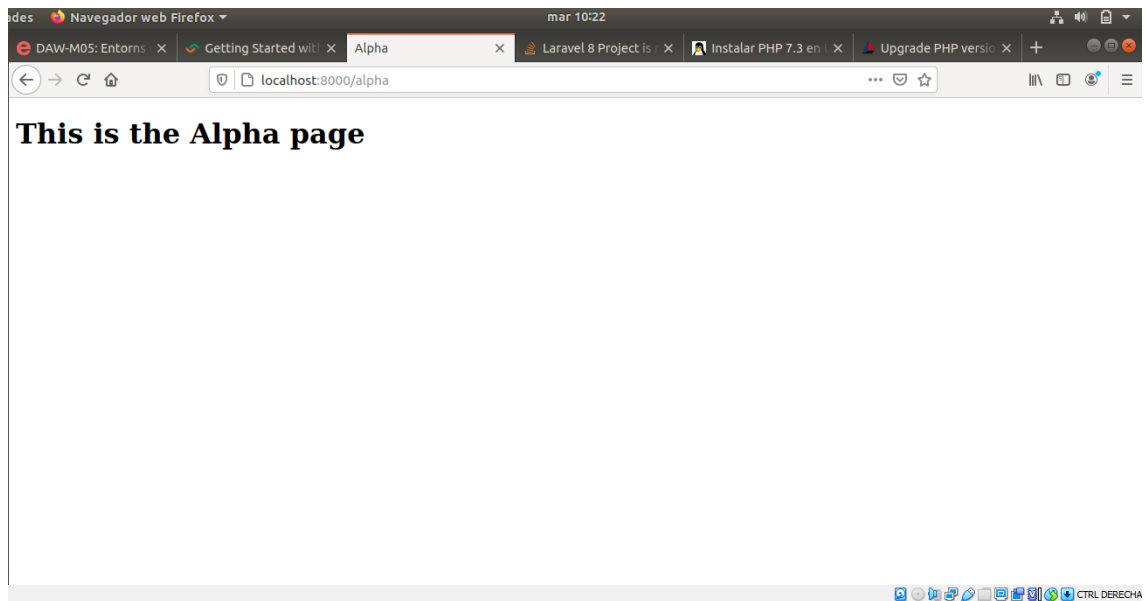 ades Navegador web Firefox mar 10:22
DAW-M05: Entorns Getting Started with Alpha Laravel 8 Project is Instalar PHP 7.3 en Upgrade PHP versio
localhost:8000/alpha
This is the Alpha page
CTRL DERECHA